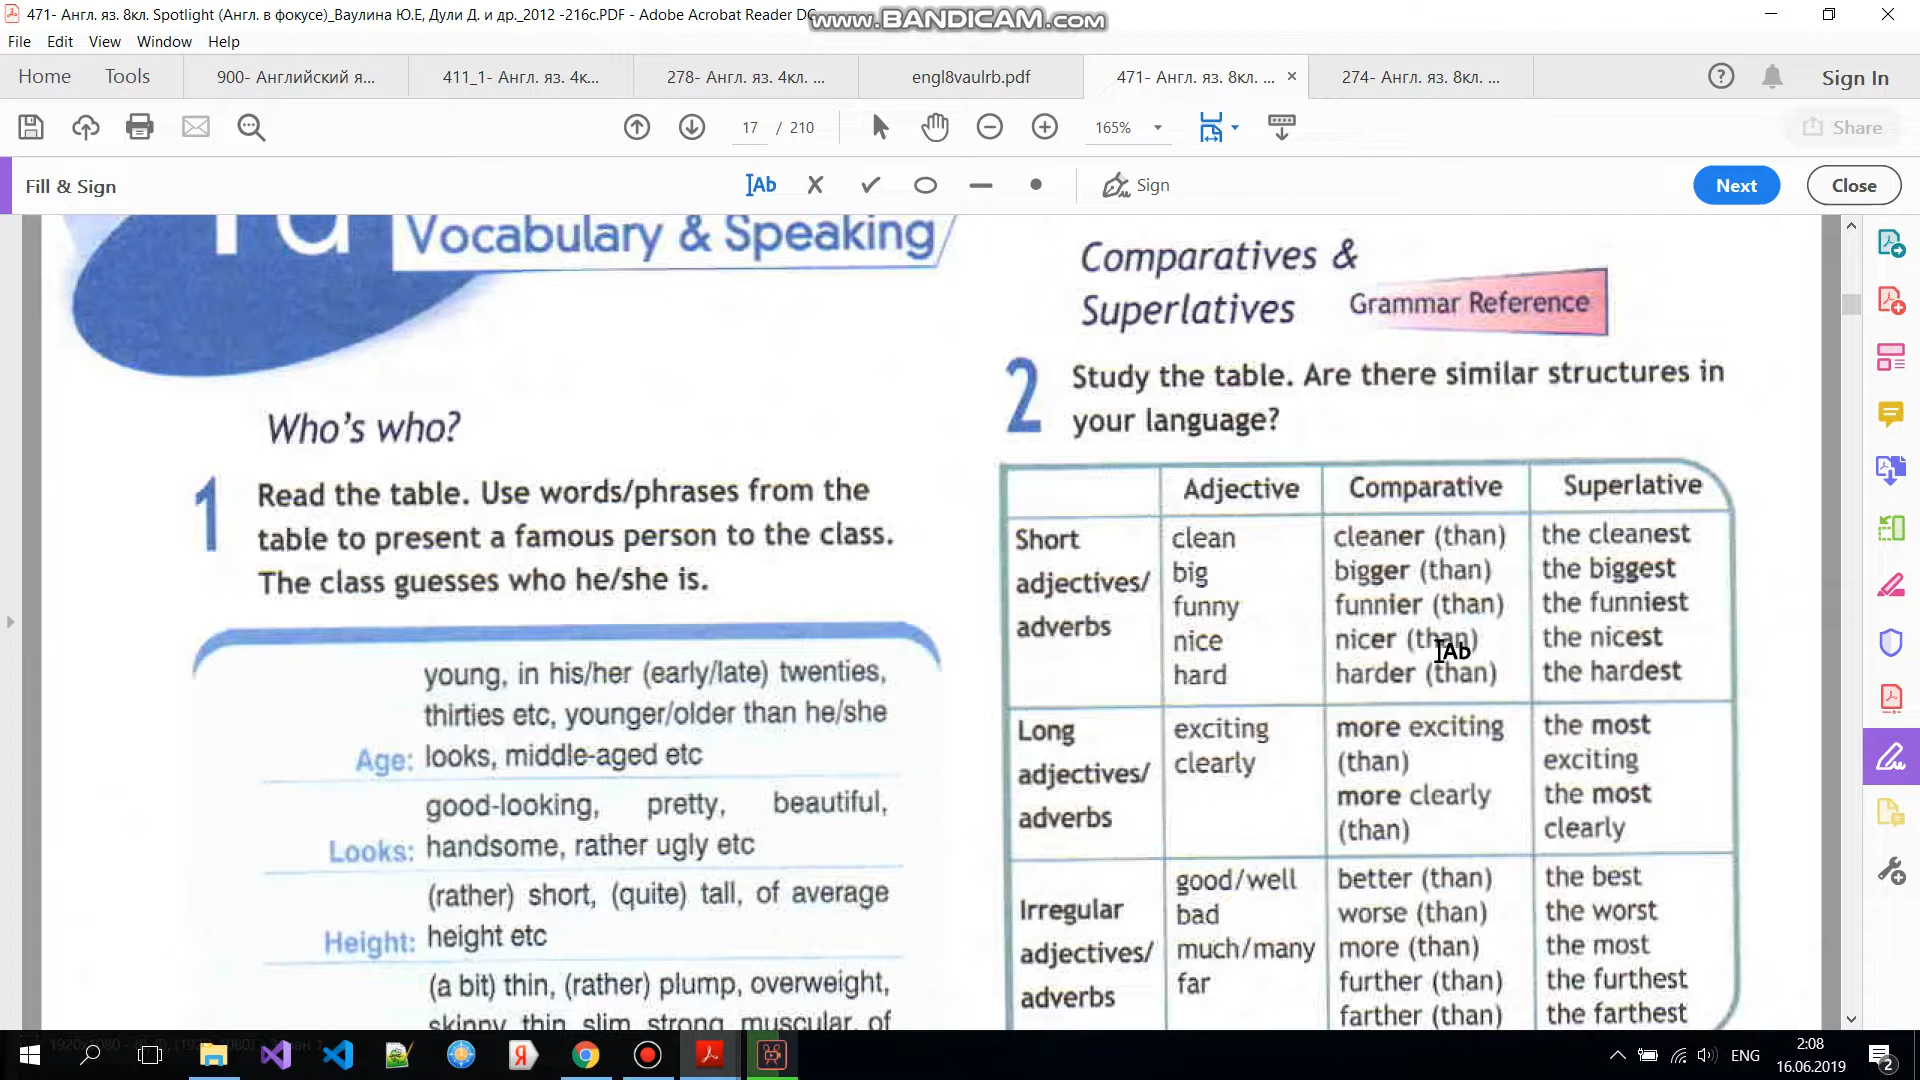 471- Англ. яз. 8кл. Spotlight (Англ. в фокусе)_Ваулина Ю.Е, Дули Д. и др._2012 -216с.PDF - Adobe Acrobat Reader DC
www.BANDICAM.com
File Edit View Window Help
Home Tools 900- Английский я... 411_1- Англ. яз. 4к... 278- Англ. яз. 4кл. ... engl8vaulrb.pdf 471- Англ. яз. 8кл. ... × 274- Англ. яз. 8кл. ... Sign In
17 / 210 165% Share
Fill & Sign Ab Sign Next Close
Vocabulary & Speaking
Who's who?
1 Read the table. Use words/phrases from the
table to present a famous person to the class.
The class guesses who he/she is.
young, in his/her (early/late) twenties,
thirties etc, younger/older than he/she
Age: looks, middle-aged etc
good-looking, pretty, beautiful,
Looks: handsome, rather ugly etc
(rather) short, (quite) tall, of average
Height: height etc
(a bit) thin, (rather) plump, overweight,
skinny, thin, slim, strong, muscular, of
Comparatives &
Superlatives Grammar Reference
2 Study the table. Are there similar structures in
your language?
Adjective Comparative Superlative
Short clean cleaner (than) the cleanest
adjectives/ big bigger (than) the biggest
adverbs funny funnier (than) the funniest
nice nicer (than) the nicest
Ab
hard harder (than) the hardest
Long exciting more exciting the most
adjectives/ clearly (than) exciting
adverbs more clearly the most
(than) clearly
Irregular good/well better (than) the best
adjectives/ bad worse (than) the worst
adverbs much/many more (than) the most
far further (than) the furthest
farther (than) the farthest
ENG 2:08
16.06.2019 2